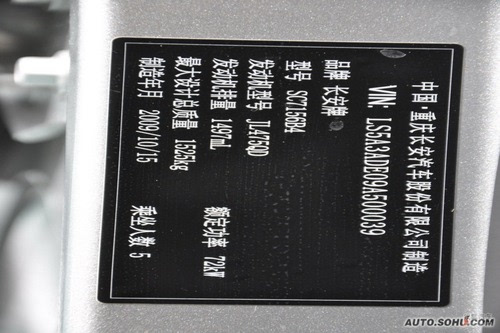 中国·重庆长安汽车股份有限公司制造
VIN: LS5A3ADE09A500039
品牌 长安牌
型号 SC7150B4
发动机型号 JL476QD
发动机排量 1497mL 额定功率 72kW
最大设计总质量 1525kg
制造年月 2009/10/15 乘坐人数 5
AUTO.SOHU.COM